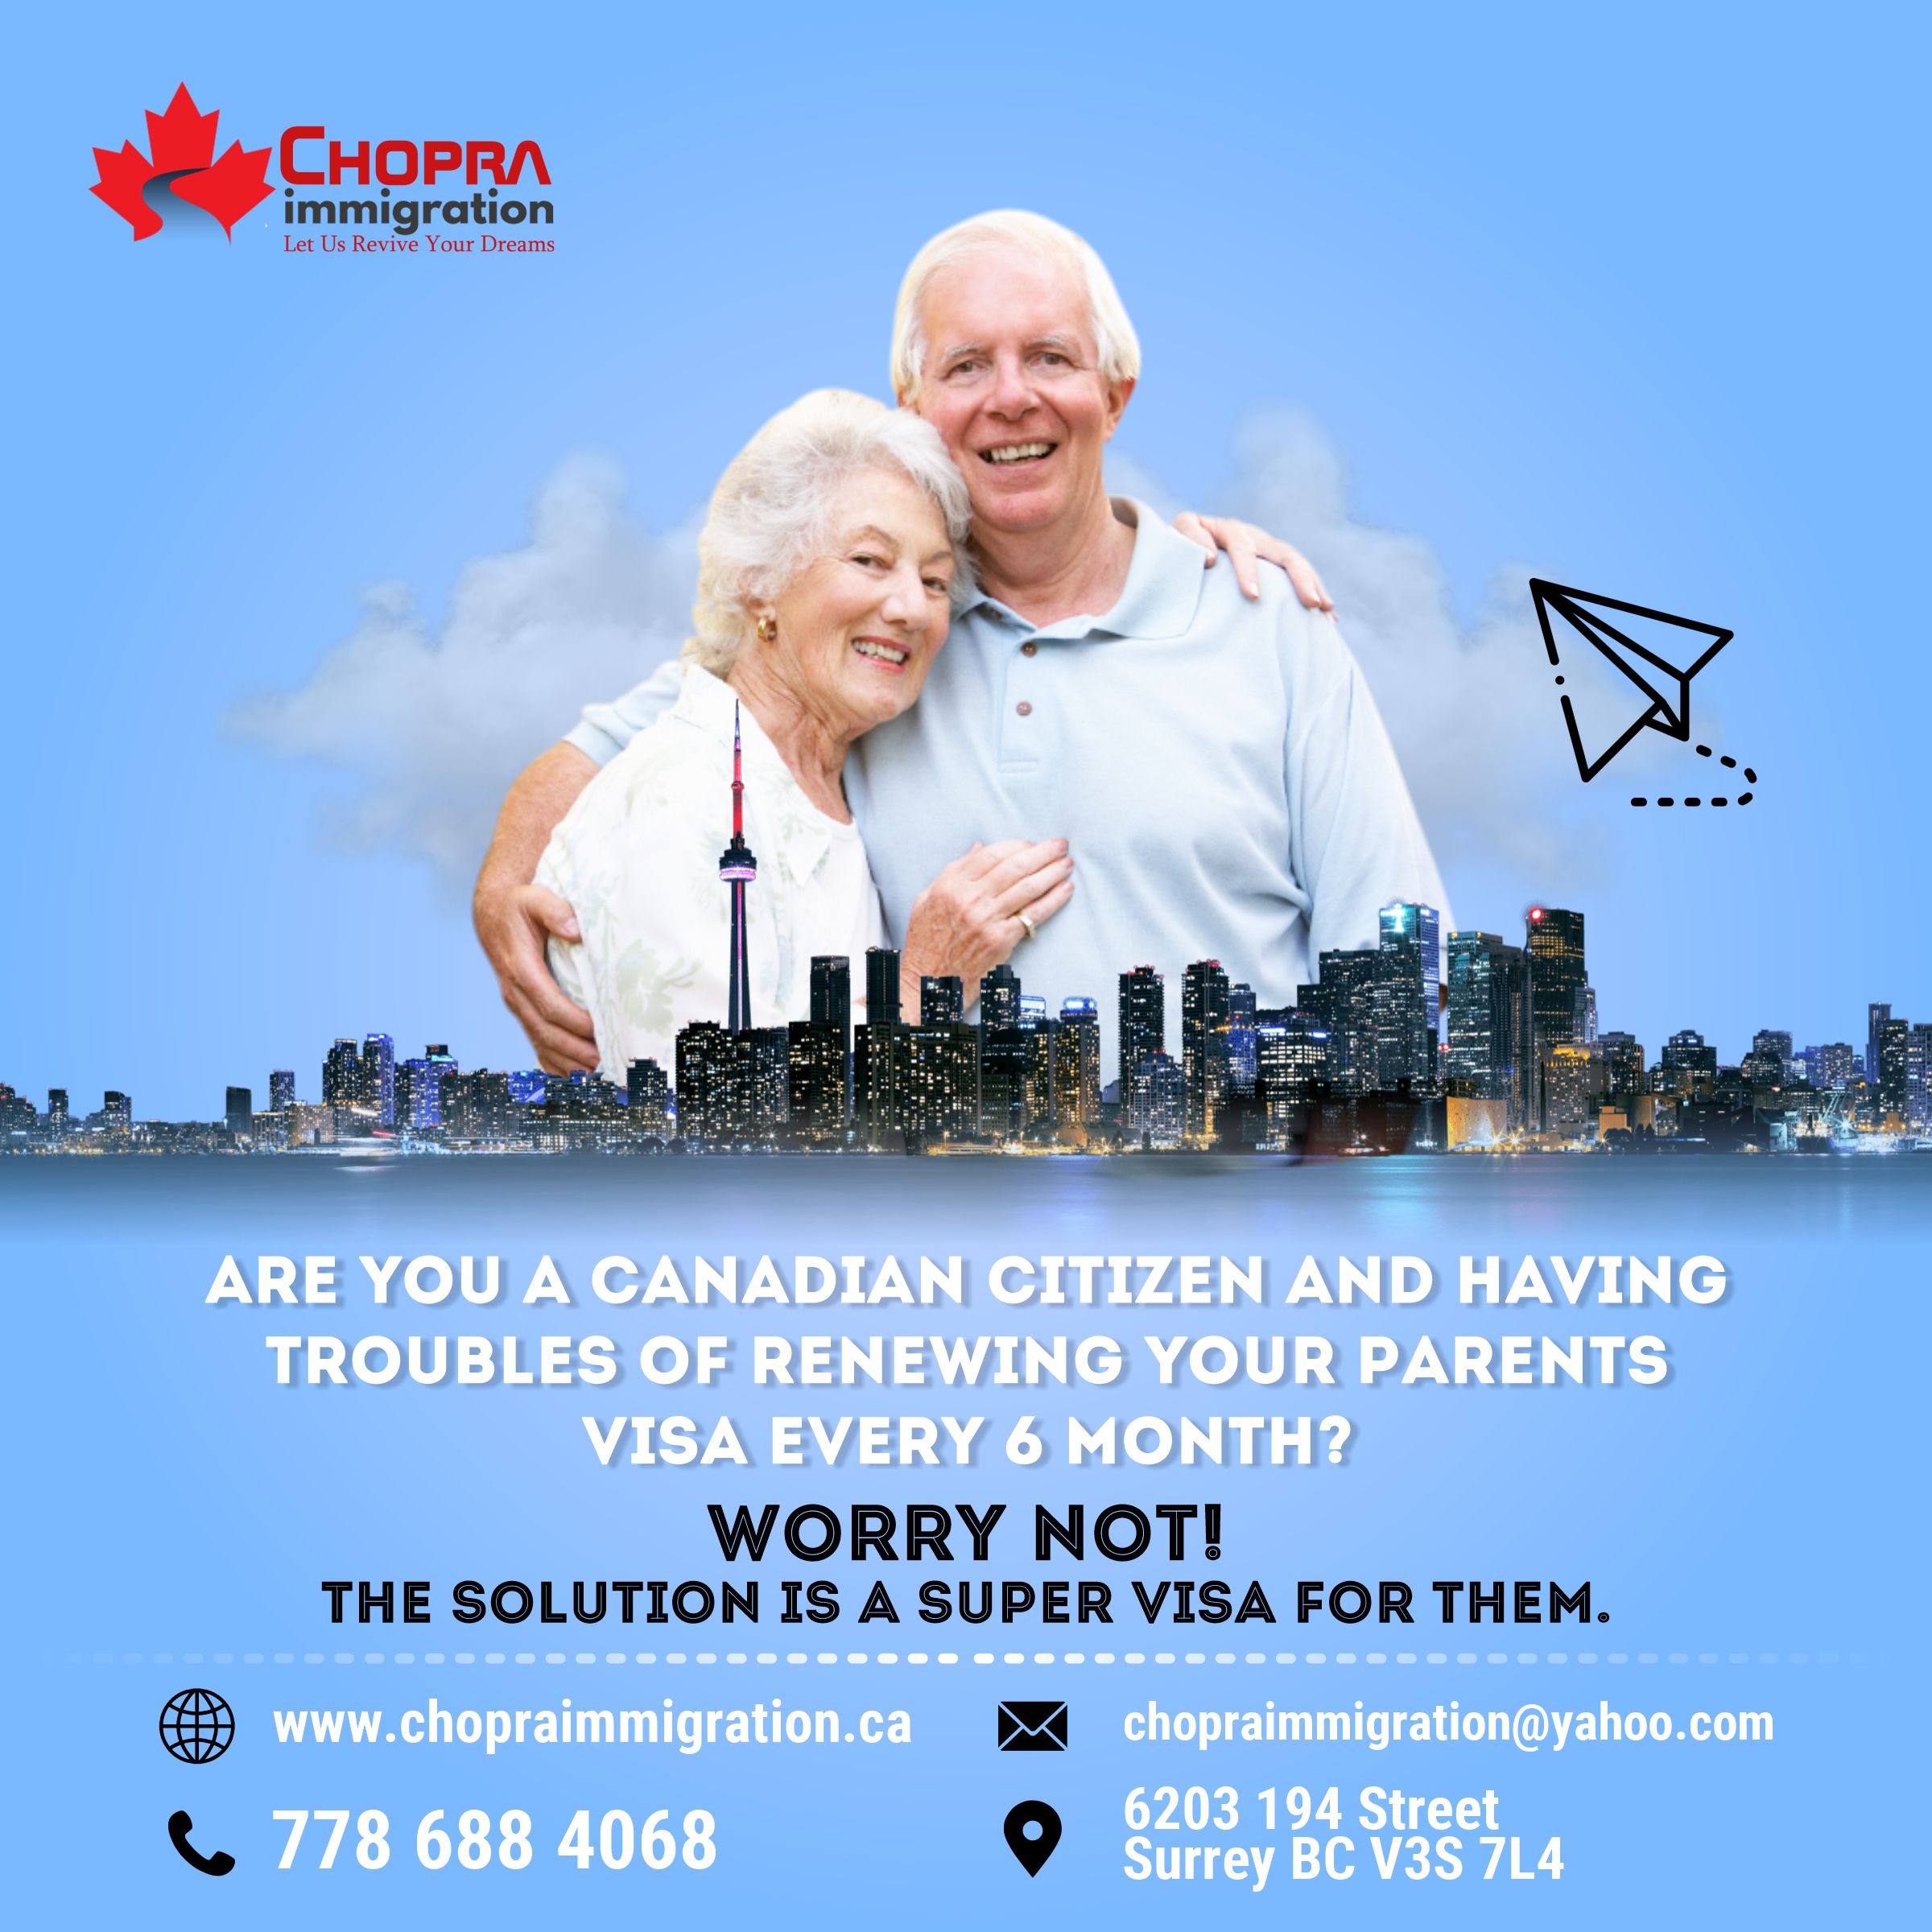 CHOPRA
immigration
Let Us Revive Your Dreams
ARE YOU A CANADIAN CITIZEN AND HAVING
TROUBLES OF RENEWING YOUR PARENTS
VISA EVERY 6 MONTH?
WORRY NOT!
THE SOLUTION IS A SUPER VISA FOR THEM.
www.chopraimmigration.ca
chopraimmigration@yahoo.com
778 688 4068
6203 194 Street
Surrey BC V3S 7L4